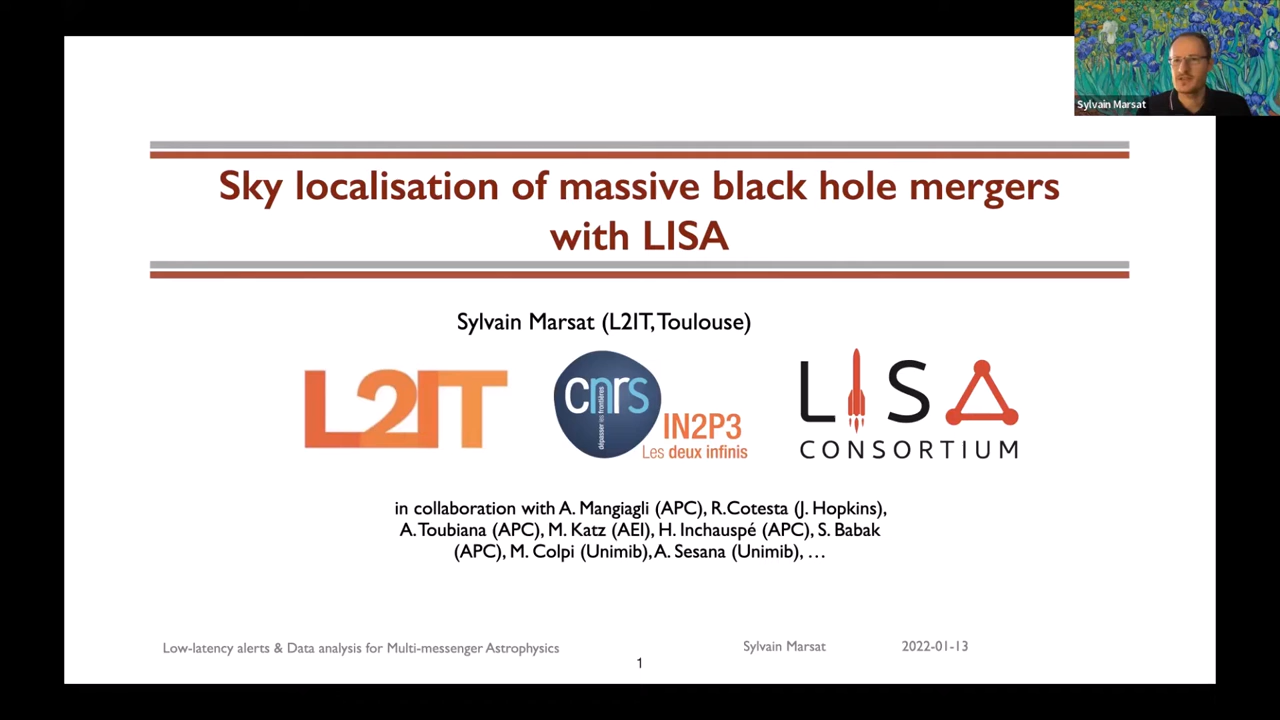 Sylvain Marsat
Sky localisation of massive black hole mergers
with LISA
Sylvain Marsat (L2IT, Toulouse)
L2IT
cnrs
dépasser les frontières
IN2P3
Les deux infinis
LISA
CONSORTIUM
in collaboration with A. Mangiagli (APC), R.Cotesta (J. Hopkins),
A. Toubiana (APC), M. Katz (AEI), H. Inchauspé (APC), S. Babak
(APC), M. Colpi (Unimib), A. Sesana (Unimib), …
Low-latency alerts & Data analysis for Multi-messenger Astrophysics
Sylvain Marsat
2022-01-13
1